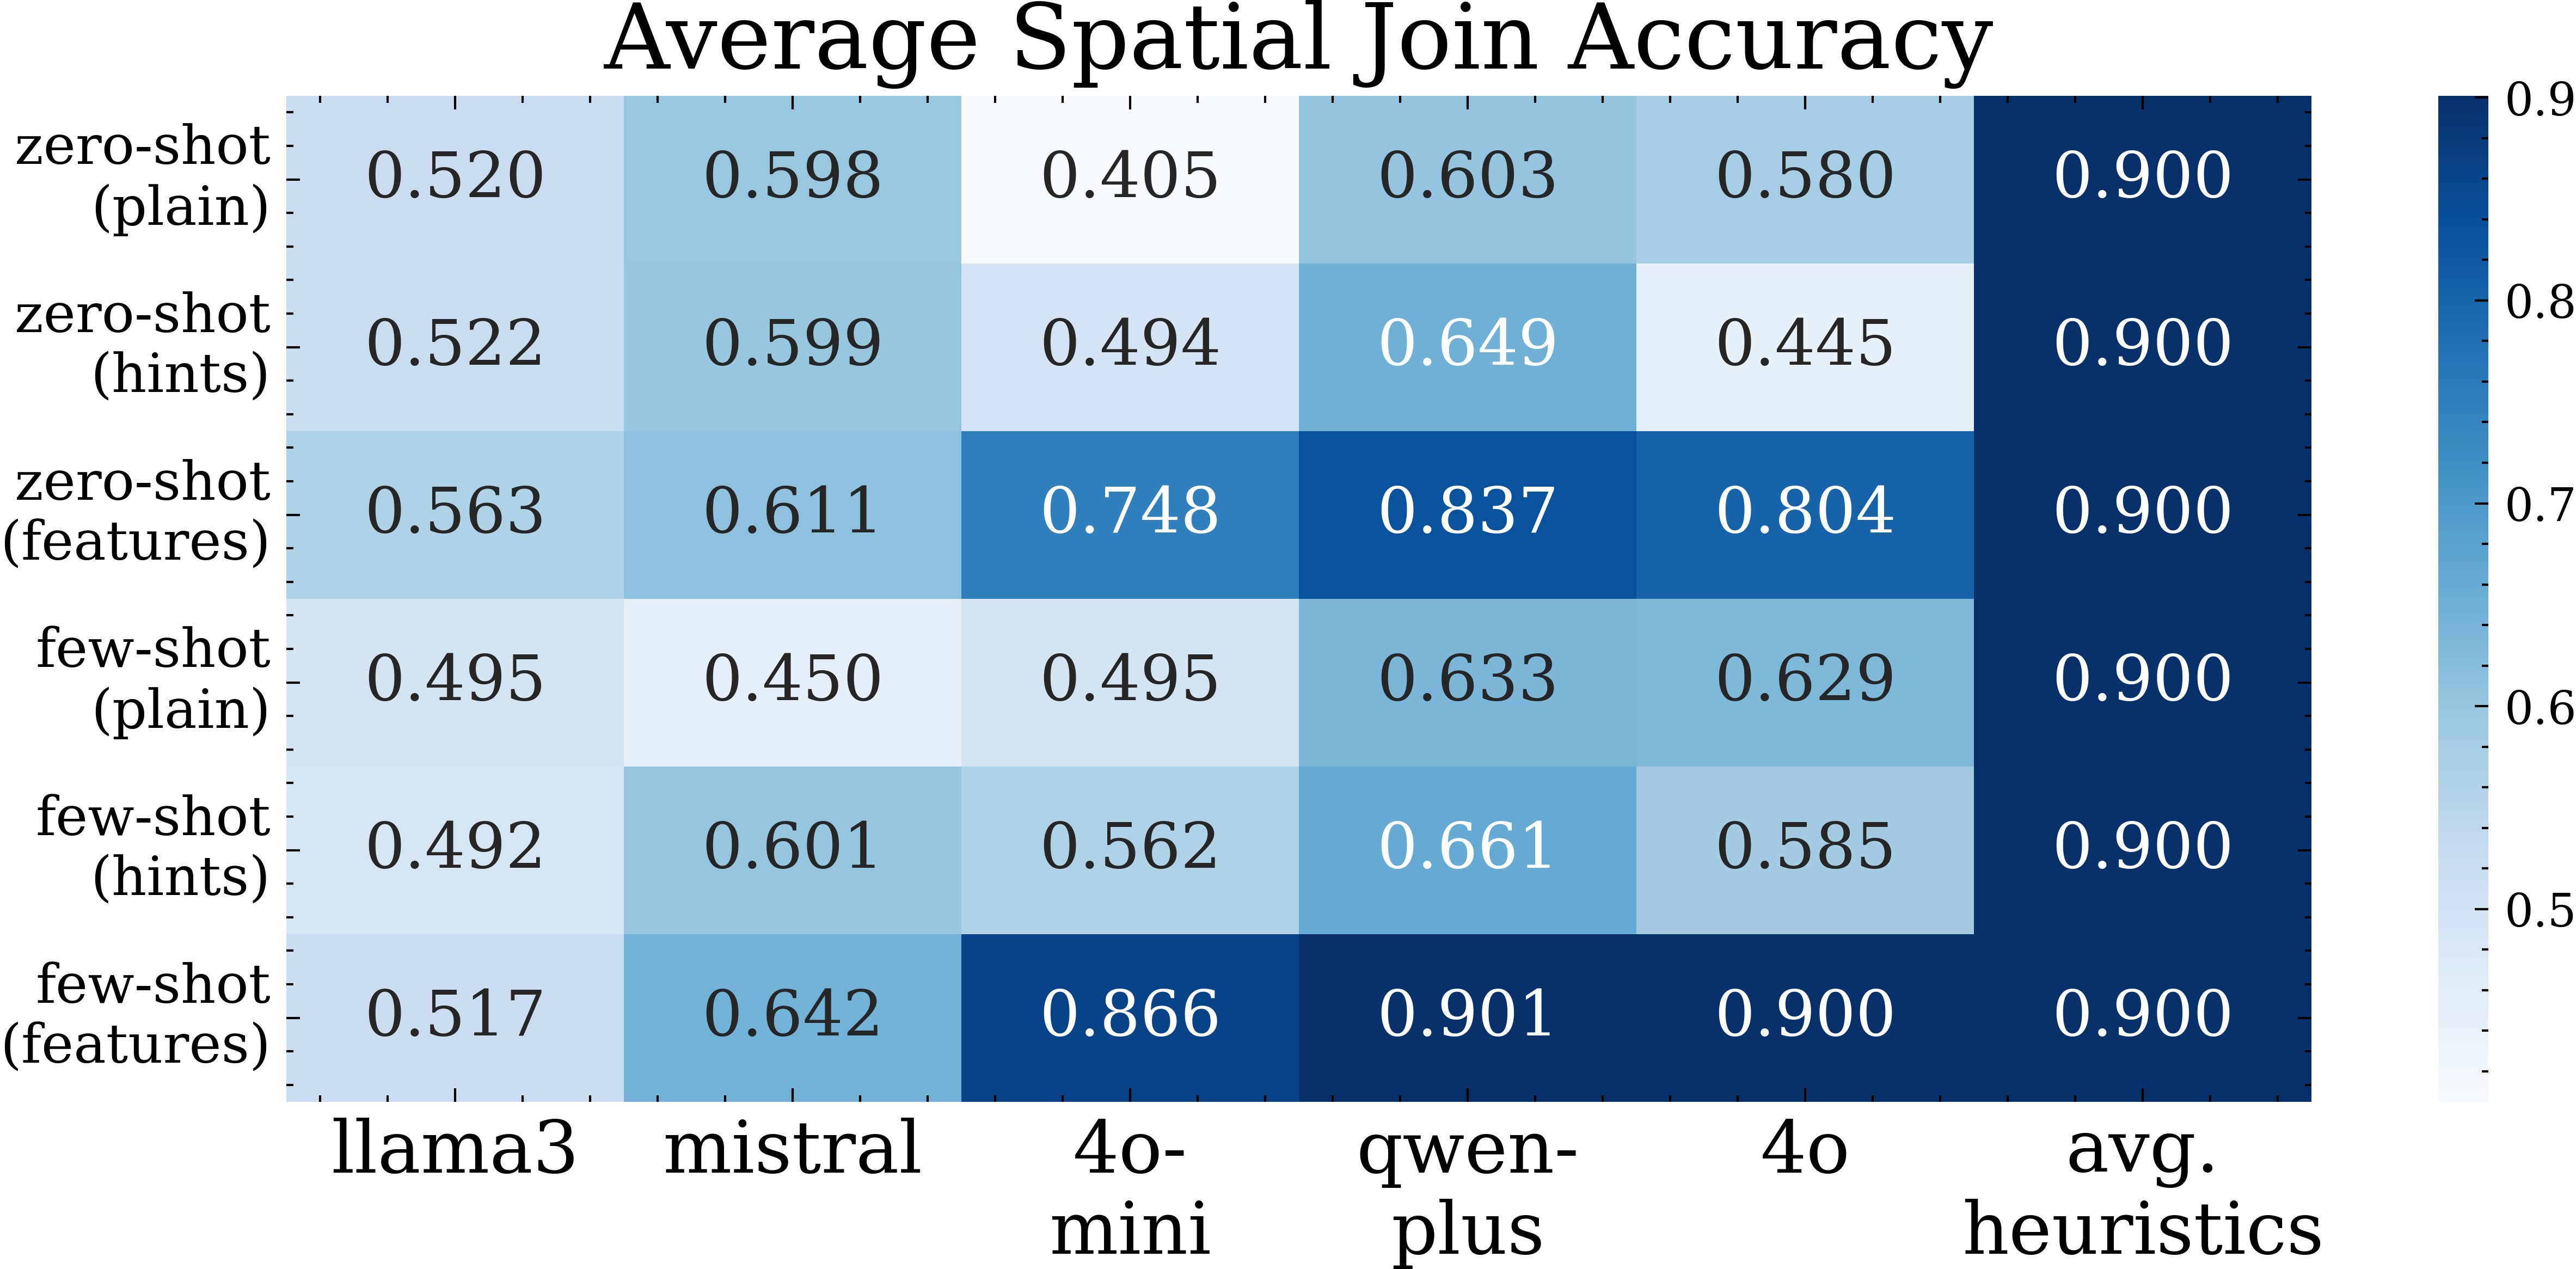 Average Spatial Join Accuracy
zero-shot
(plain)
0.520 0.598 0.405 0.603 0.580 0.900
zero-shot
(hints)
0.522 0.599 0.494 0.649 0.445 0.900
zero-shot
(features)
0.563 0.611 0.748 0.837 0.804 0.900
few-shot
(plain)
0.495 0.450 0.495 0.633 0.629 0.900
few-shot
(hints)
0.492 0.601 0.562 0.661 0.585 0.900
few-shot
(features)
0.517 0.642 0.866 0.901 0.900 0.900
llama3 mistral 4o- qwen- 4o avg.
mini plus heuristics
0.9
0.8
0.7
0.6
0.5